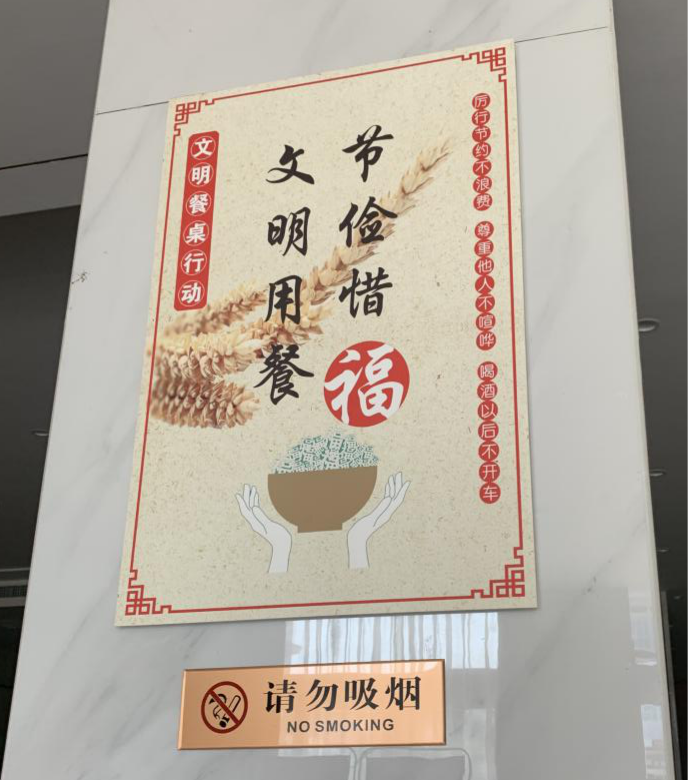 节俭惜福
文明用餐
文明餐桌行动
厉行节约不浪费 尊重他人不喧哗 喝酒以后不开车
请勿吸烟
NO SMOKING